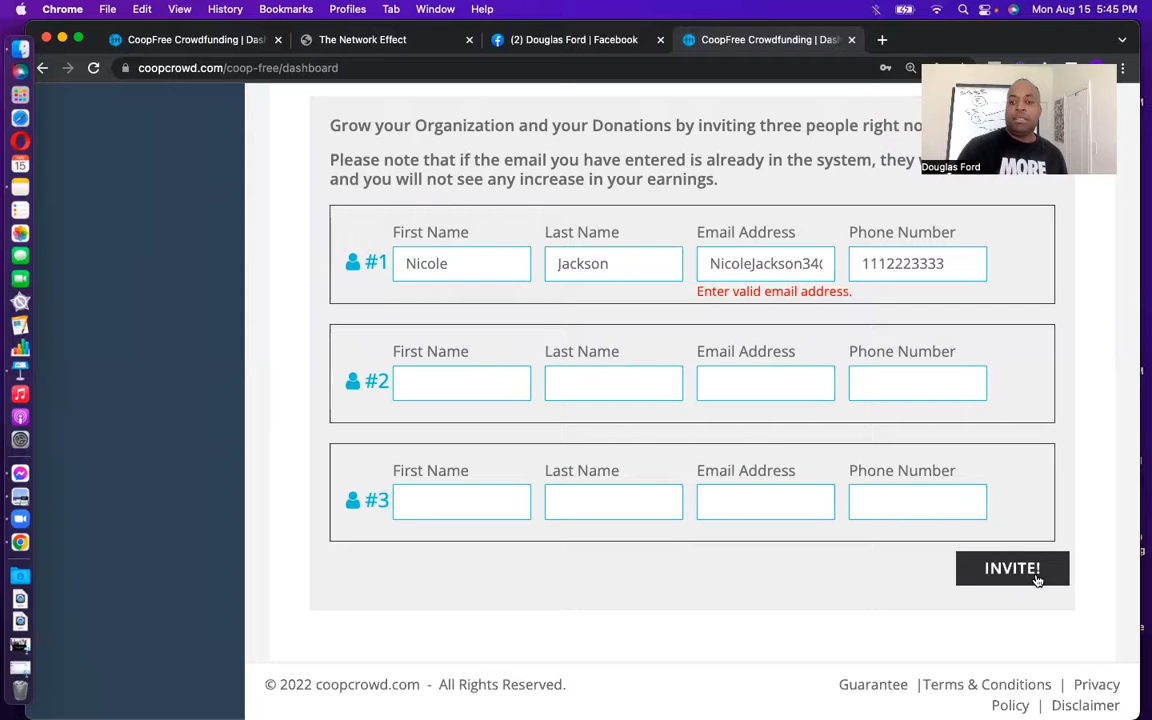 Chrome File Edit View History Bookmarks Profiles Tab Window Help Mon Aug 15 5:45 PM
CoopFree Crowdfunding | Das The Network Effect (2) Douglas Ford | Facebook CoopFree Crowdfunding | Das
coopcrowd.com/coop-free/dashboard
Grow your Organization and your Donations by inviting three people right
MORE
Douglas Ford
Please note that if the email you have entered is already in the system, they
and you will not see any increase in your earnings.
First Name Last Name Email Address Phone Number
#1 Nicole Jackson NicoleJackson34 1112223333
Enter valid email address.
First Name Last Name Email Address Phone Number
#2
First Name Last Name Email Address Phone Number
#3
INVITE!
© 2022 coopcrowd.com - All Rights Reserved. Guarantee |Terms & Conditions | Privacy
Policy | Disclaimer